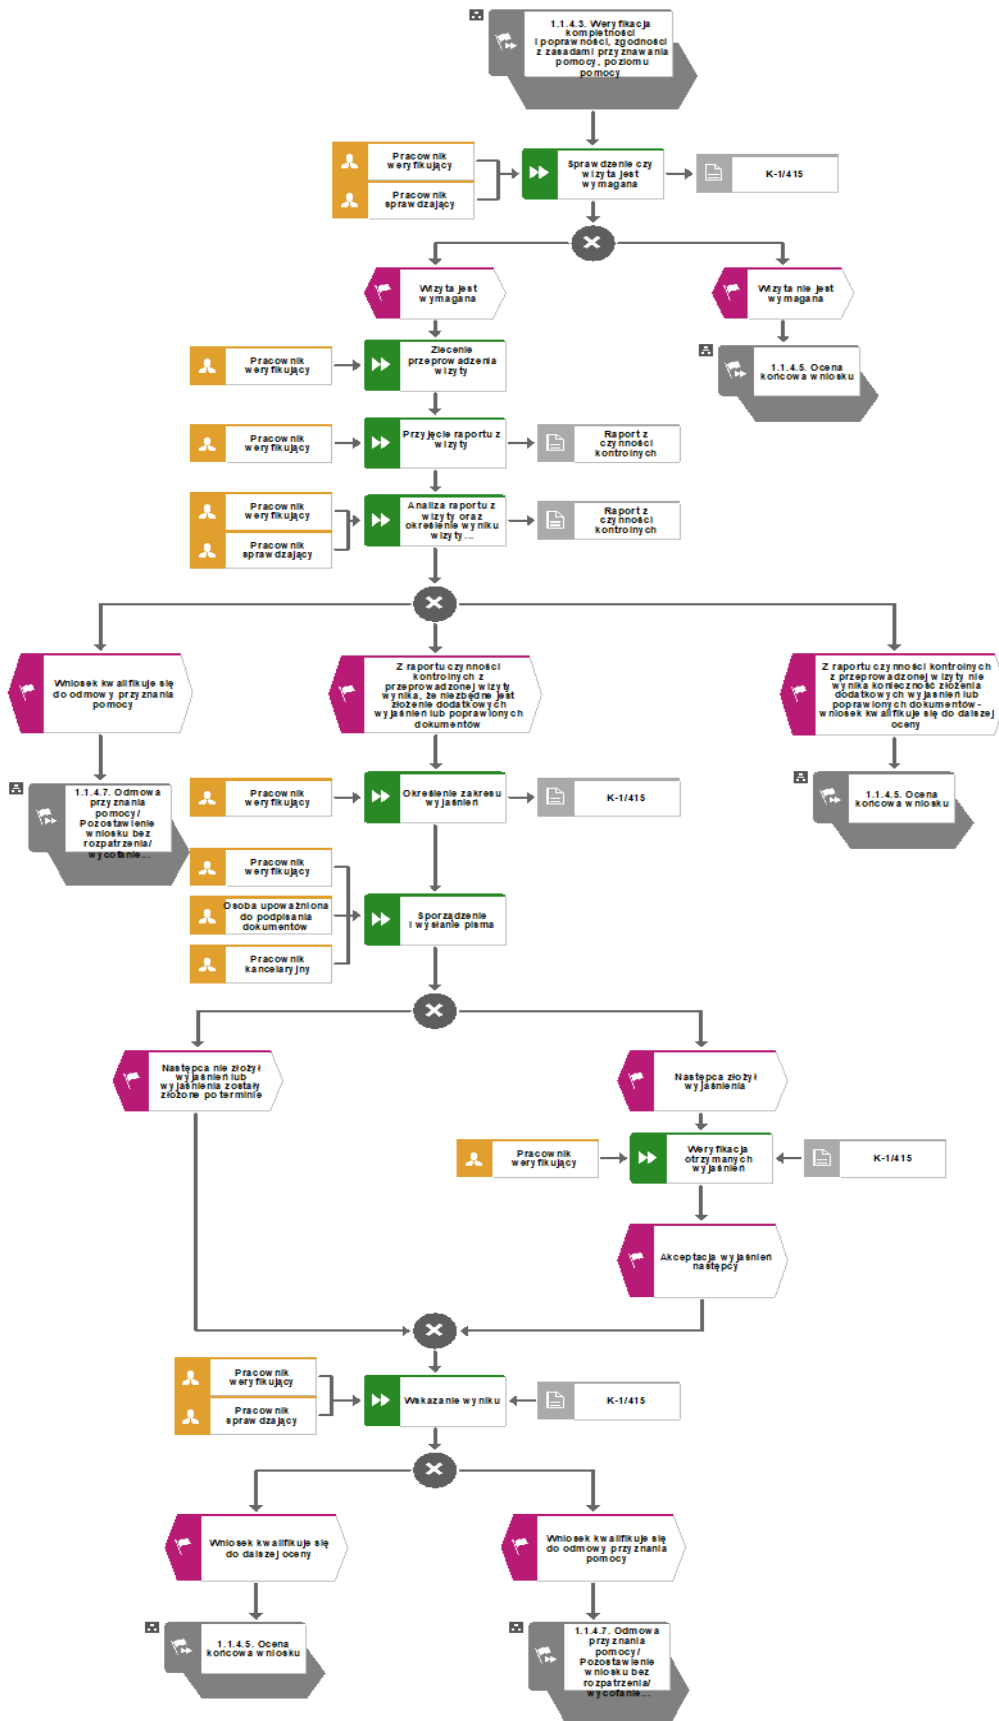 1.1.4.3. Weryfikacja
kompletności
i poprawności, zgodności
z zasadami przyznawania
pomocy, poziomu
pomocy
Pracownik
weryfikujący
Pracownik
sprawdzający
Sprawdzenie czy
wizyta jest
wymagana
K-1/415
Wizyta jest
wymagana
Wizyta nie jest
wymagana
Pracownik
weryfikujący
Zlecenie
przeprowadzenia
wizyty
1.1.4.5. Ocena
końcowa wniosku
Pracownik
weryfikujący
Przyjęcie raportu z
wizyty
Raport z
czynności
kontrolnych
Pracownik
weryfikujący
Pracownik
sprawdzający
Analiza raportu z
wizyty oraz
określenie wyniku
wizyty...
Raport z
czynności
kontrolnych
Wniosek kwalifikuje się
do odmowy przyznania
pomocy
Z raportu czynności
kontrolnych z
przeprowadzonej wizyty
wynika, że niezbędne jest
złożenie dodatkowych
wyjaśnień lub poprawionych
dokumentów
Z raportu czynności kontrolnych
z przeprowadzonej wizyty nie
wynika konieczność złożenia
dodatkowych wyjaśnień lub
poprawionych dokumentów -
wniosek kwalifikuje się do dalszej
oceny
1.1.4.7. Odmowa
przyznania
pomocy/
Pozostawienie
wniosku bez
rozpatrzenia/
wycofanie...
Pracownik
weryfikujący
Określenie zakresu
wyjaśnień
K-1/415
1.1.4.5. Ocena
końcowa wniosku
Pracownik
weryfikujący
Osoba upoważniona
do podpisania
dokumentów
Pracownik
kancelaryjny
Sporządzenie
i wysłanie pisma
Następca nie złożył
wyjaśnień lub
wyjaśnienia zostały
złożone po terminie
Następca złożył
wyjaśnienia
Pracownik
weryfikujący
Weryfikacja
otrzymanych
wyjaśnień
K-1/415
Akceptacja wyjaśnień
następcy
Pracownik
weryfikujący
Pracownik
sprawdzający
Wskazanie wyniku
K-1/415
Wniosek kwalifikuje się
do dalszej oceny
Wniosek kwalifikuje się
do odmowy przyznania
pomocy
1.1.4.5. Ocena
końcowa wniosku
1.1.4.7. Odmowa
przyznania
pomocy/
Pozostawienie
wniosku bez
rozpatrzenia/
wycofanie...